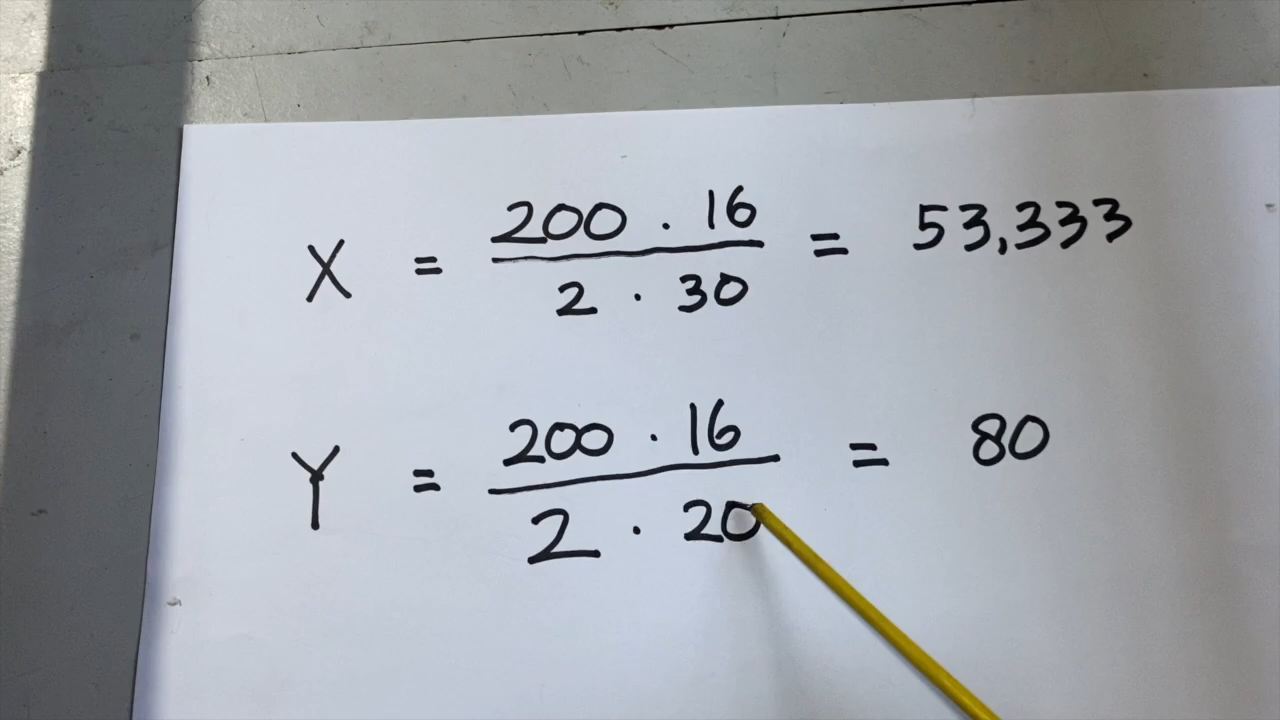 X = 200 . 16 / 2 . 30 = 53,333
Y = 200 . 16 / 2 . 20 = 80